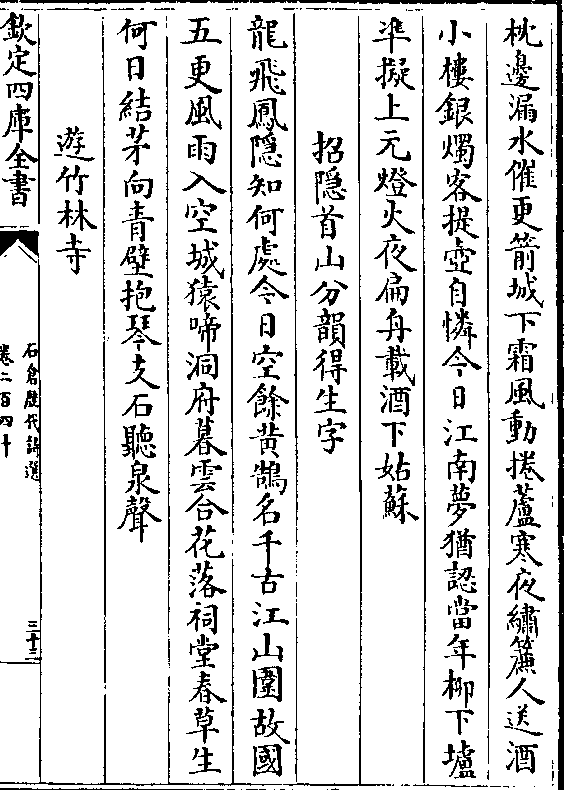 枕邊漏水催更箭城下霜風動捲蘆寒夜繡簾人送酒
小樓銀燭客提壺自憐今日江南夢猶認當年柳下壚
準擬上元燈火夜扁舟載酒下姑蘇
招隠首山分韻得生字
龍飛鳳隠知何處今日空餘黄鵠名千古江山圍故國
五更風雨入空城猿啼洞府暮雲合花落祠堂春草生
何日結茅向青壁抱琴支石聽泉聲
遊竹林寺
欽定四庫全書
石倉歷代詩選
卷二百四十
三十三